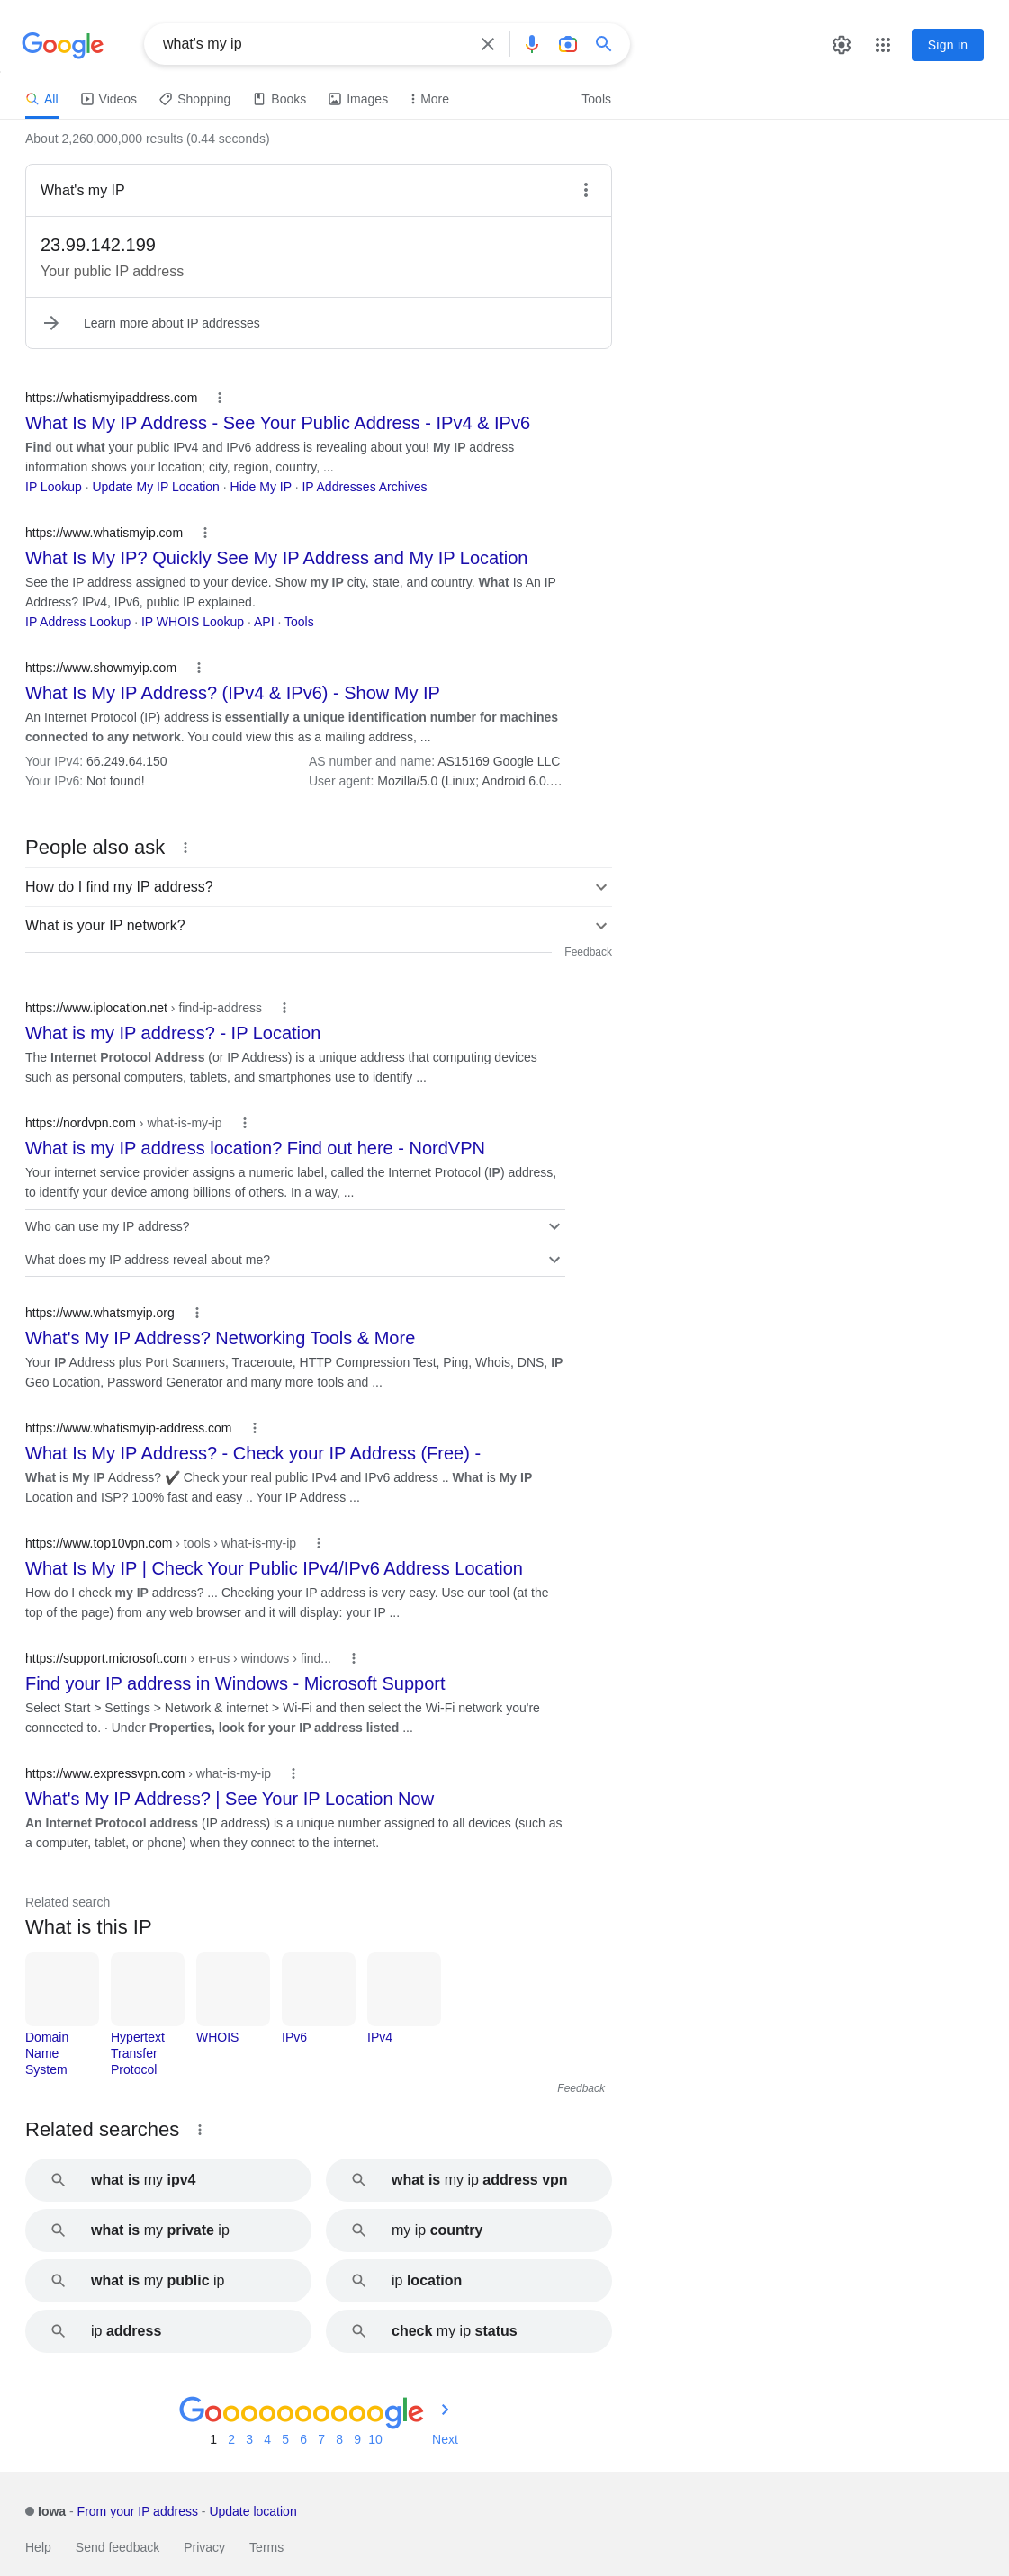 Google
what's my ip
Sign in
All Videos Shopping Books Images More Tools
About 2,260,000,000 results (0.44 seconds)
What's my IP
23.99.142.199
Your public IP address
Learn more about IP addresses
https://whatismyipaddress.com
What Is My IP Address - See Your Public Address - IPv4 & IPv6
Find out what your public IPv4 and IPv6 address is revealing about you! My IP address
information shows your location; city, region, country, ...
IP Lookup · Update My IP Location · Hide My IP · IP Addresses Archives
https://www.whatismyip.com
What Is My IP? Quickly See My IP Address and My IP Location
See the IP address assigned to your device. Show my IP city, state, and country. What Is An IP
Address? IPv4, IPv6, public IP explained.
IP Address Lookup · IP WHOIS Lookup · API · Tools
https://www.showmyip.com
What Is My IP Address? (IPv4 & IPv6) - Show My IP
An Internet Protocol (IP) address is essentially a unique identification number for machines
connected to any network. You could view this as a mailing address, ...
Your IPv4: 66.249.64.150 AS number and name: AS15169 Google LLC
Your IPv6: Not found! User agent: Mozilla/5.0 (Linux; Android 6.0....
People also ask
How do I find my IP address?
What is your IP network?
Feedback
https://www.iplocation.net › find-ip-address
What is my IP address? - IP Location
The Internet Protocol Address (or IP Address) is a unique address that computing devices
such as personal computers, tablets, and smartphones use to identify ...
https://nordvpn.com › what-is-my-ip
What is my IP address location? Find out here - NordVPN
Your internet service provider assigns a numeric label, called the Internet Protocol (IP) address,
to identify your device among billions of others. In a way, ...
Who can use my IP address?
What does my IP address reveal about me?
https://www.whatsmyip.org
What's My IP Address? Networking Tools & More
Your IP Address plus Port Scanners, Traceroute, HTTP Compression Test, Ping, Whois, DNS, IP
Geo Location, Password Generator and many more tools and ...
https://www.whatismyip-address.com
What Is My IP Address? - Check your IP Address (Free) -
What is My IP Address? ✔️ Check your real public IPv4 and IPv6 address .. What is My IP
Location and ISP? 100% fast and easy .. Your IP Address ...
https://www.top10vpn.com › tools › what-is-my-ip
What Is My IP | Check Your Public IPv4/IPv6 Address Location
How do I check my IP address? ... Checking your IP address is very easy. Use our tool (at the
top of the page) from any web browser and it will display: your IP ...
https://support.microsoft.com › en-us › windows › find...
Find your IP address in Windows - Microsoft Support
Select Start > Settings > Network & internet > Wi-Fi and then select the Wi-Fi network you're
connected to. · Under Properties, look for your IP address listed ...
https://www.expressvpn.com › what-is-my-ip
What's My IP Address? | See Your IP Location Now
An Internet Protocol address (IP address) is a unique number assigned to all devices (such as
a computer, tablet, or phone) when they connect to the internet.
Related search
What is this IP
Domain Name System
Hypertext Transfer Protocol
WHOIS
IPv6
IPv4
Feedback
Related searches
what is my ipv4
what is my ip address vpn
what is my private ip
my ip country
what is my public ip
ip location
ip address
check my ip status
Goooooooooogle
1 2 3 4 5 6 7 8 9 10 Next
Iowa - From your IP address - Update location
Help Send feedback Privacy Terms